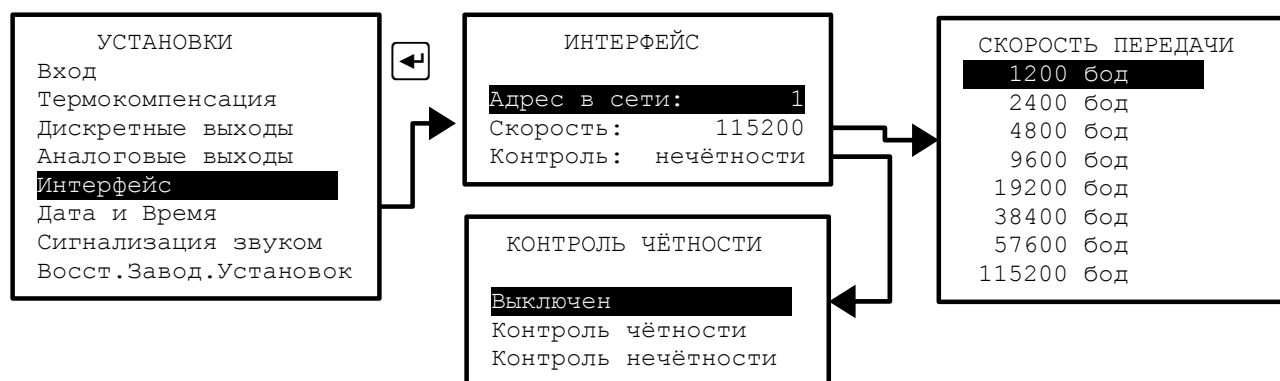 УСТАНОВКИ
Вход
Термокомпенсация
Дискретные выходы
Аналоговые выходы
Интерфейс
Дата и Время
Сигнализация звуком
Восст.Завод.Установок
ИНТЕРФЕЙС
Адрес в сети: 1
Скорость: 115200
Контроль: нечётности
КОНТРОЛЬ ЧЁТНОСТИ
Выключен
Контроль чётности
Контроль нечётности
СКОРОСТЬ ПЕРЕДАЧИ
1200 бод
2400 бод
4800 бод
9600 бод
19200 бод
38400 бод
57600 бод
115200 бод